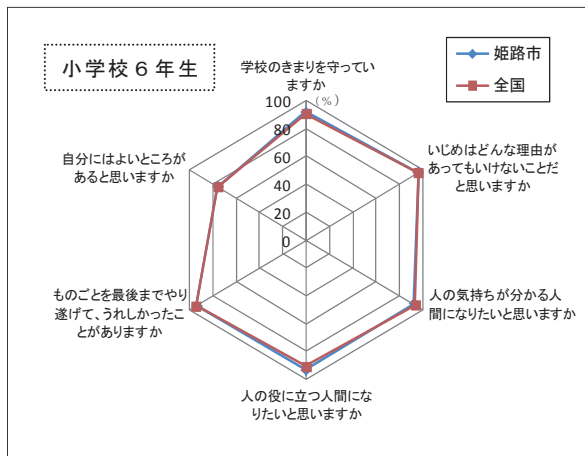 小学校６年生
姫路市
全国
学校のきまりを守ってい
ますか
(%)
100
80
60
40
20
0
いじめはどんな理由が
あってもいけないことだ
と思いますか
人の気持ちが分かる人
間になりたいと思いますか
人の役に立つ人間にな
りたいと思いますか
ものごとを最後までやり
遂げて、うれしかったこ
とがありますか
自分にはよいところが
あると思いますか